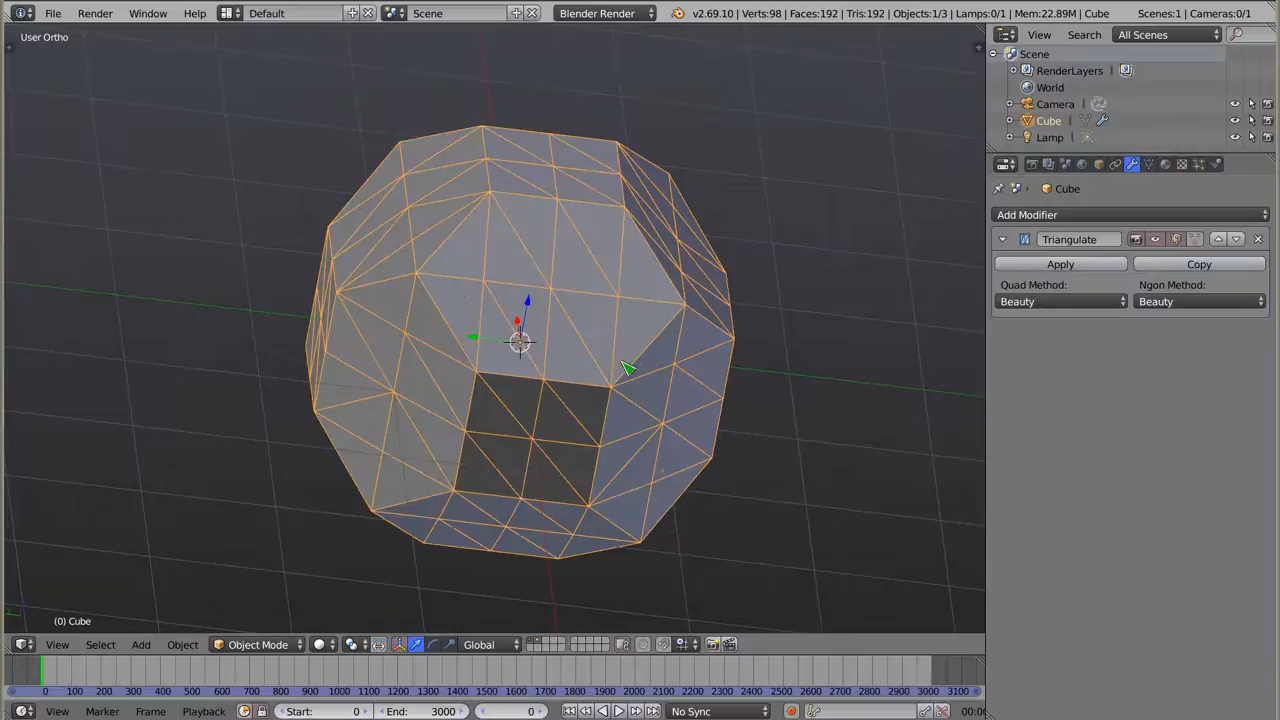 File Render Window Help Default Scene Blender Render v2.69.10 | Verts:98 | Faces:192 | Tris:192 | Objects:1/3 | Lamps:0/1 | Mem:22.89M | Cube Scenes:1 | Cameras:0/1
User Ortho
View Search All Scenes
Scene
RenderLayers
World
Camera
Cube
Lamp
Cube
Add Modifier
Triangulate
Apply Copy
Quad Method: Ngon Method:
Beauty Beauty
(0) Cube
View Select Add Object Object Mode Global
0 100 200 300 400 500 600 700 800 900 1000 1100 1200 1300 1400 1500 1600 1700 1800 1900 2000 2100 2200 2300 2400 2500 2600 2700 2800 2900 3000 3100
View Marker Frame Playback Start: 0 End: 3000 0 No Sync